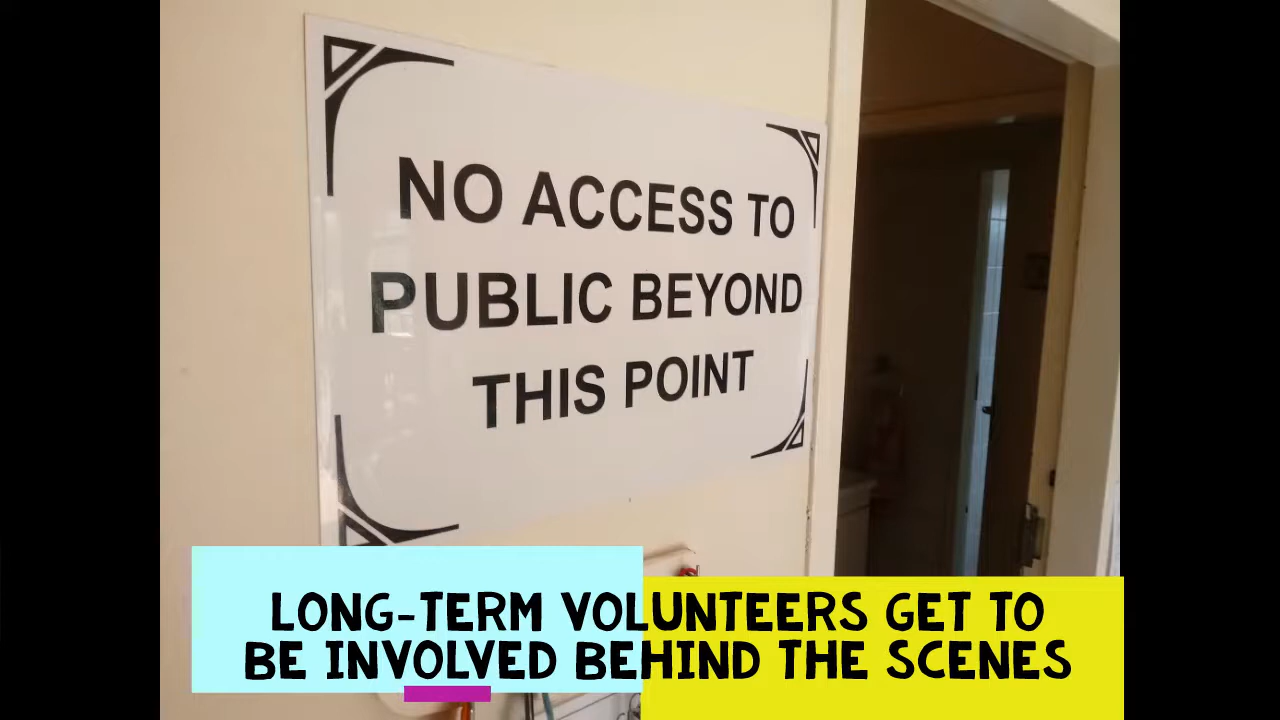 NO ACCESS TO
PUBLIC BEYOND
THIS POINT
LONG-TERM VOLUNTEERS GET TO
BE INVOLVED BEHIND THE SCENES